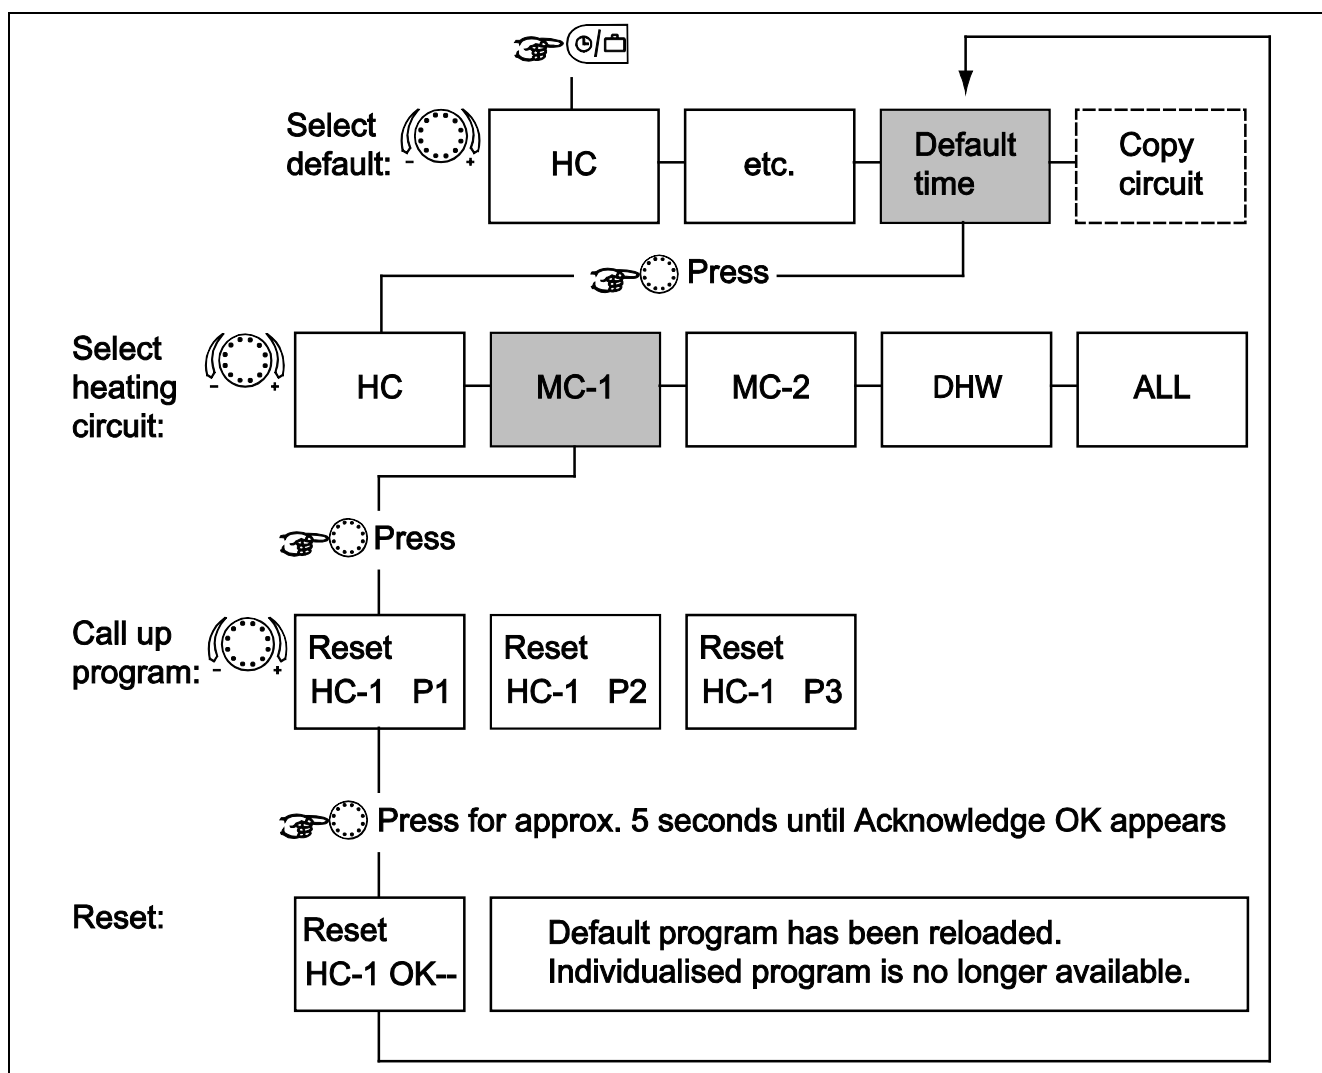 Select
default:
- +
HC
etc.
Default
time
Copy
circuit
Press
Select
heating
circuit:
- +
HC
MC-1
MC-2
DHW
ALL
Press
Call up
program:
- +
Reset
HC-1 P1
Reset
HC-1 P2
Reset
HC-1 P3
Press for approx. 5 seconds until Acknowledge OK appears
Reset:
Reset
HC-1 OK--
Default program has been reloaded.
Individualised program is no longer available.